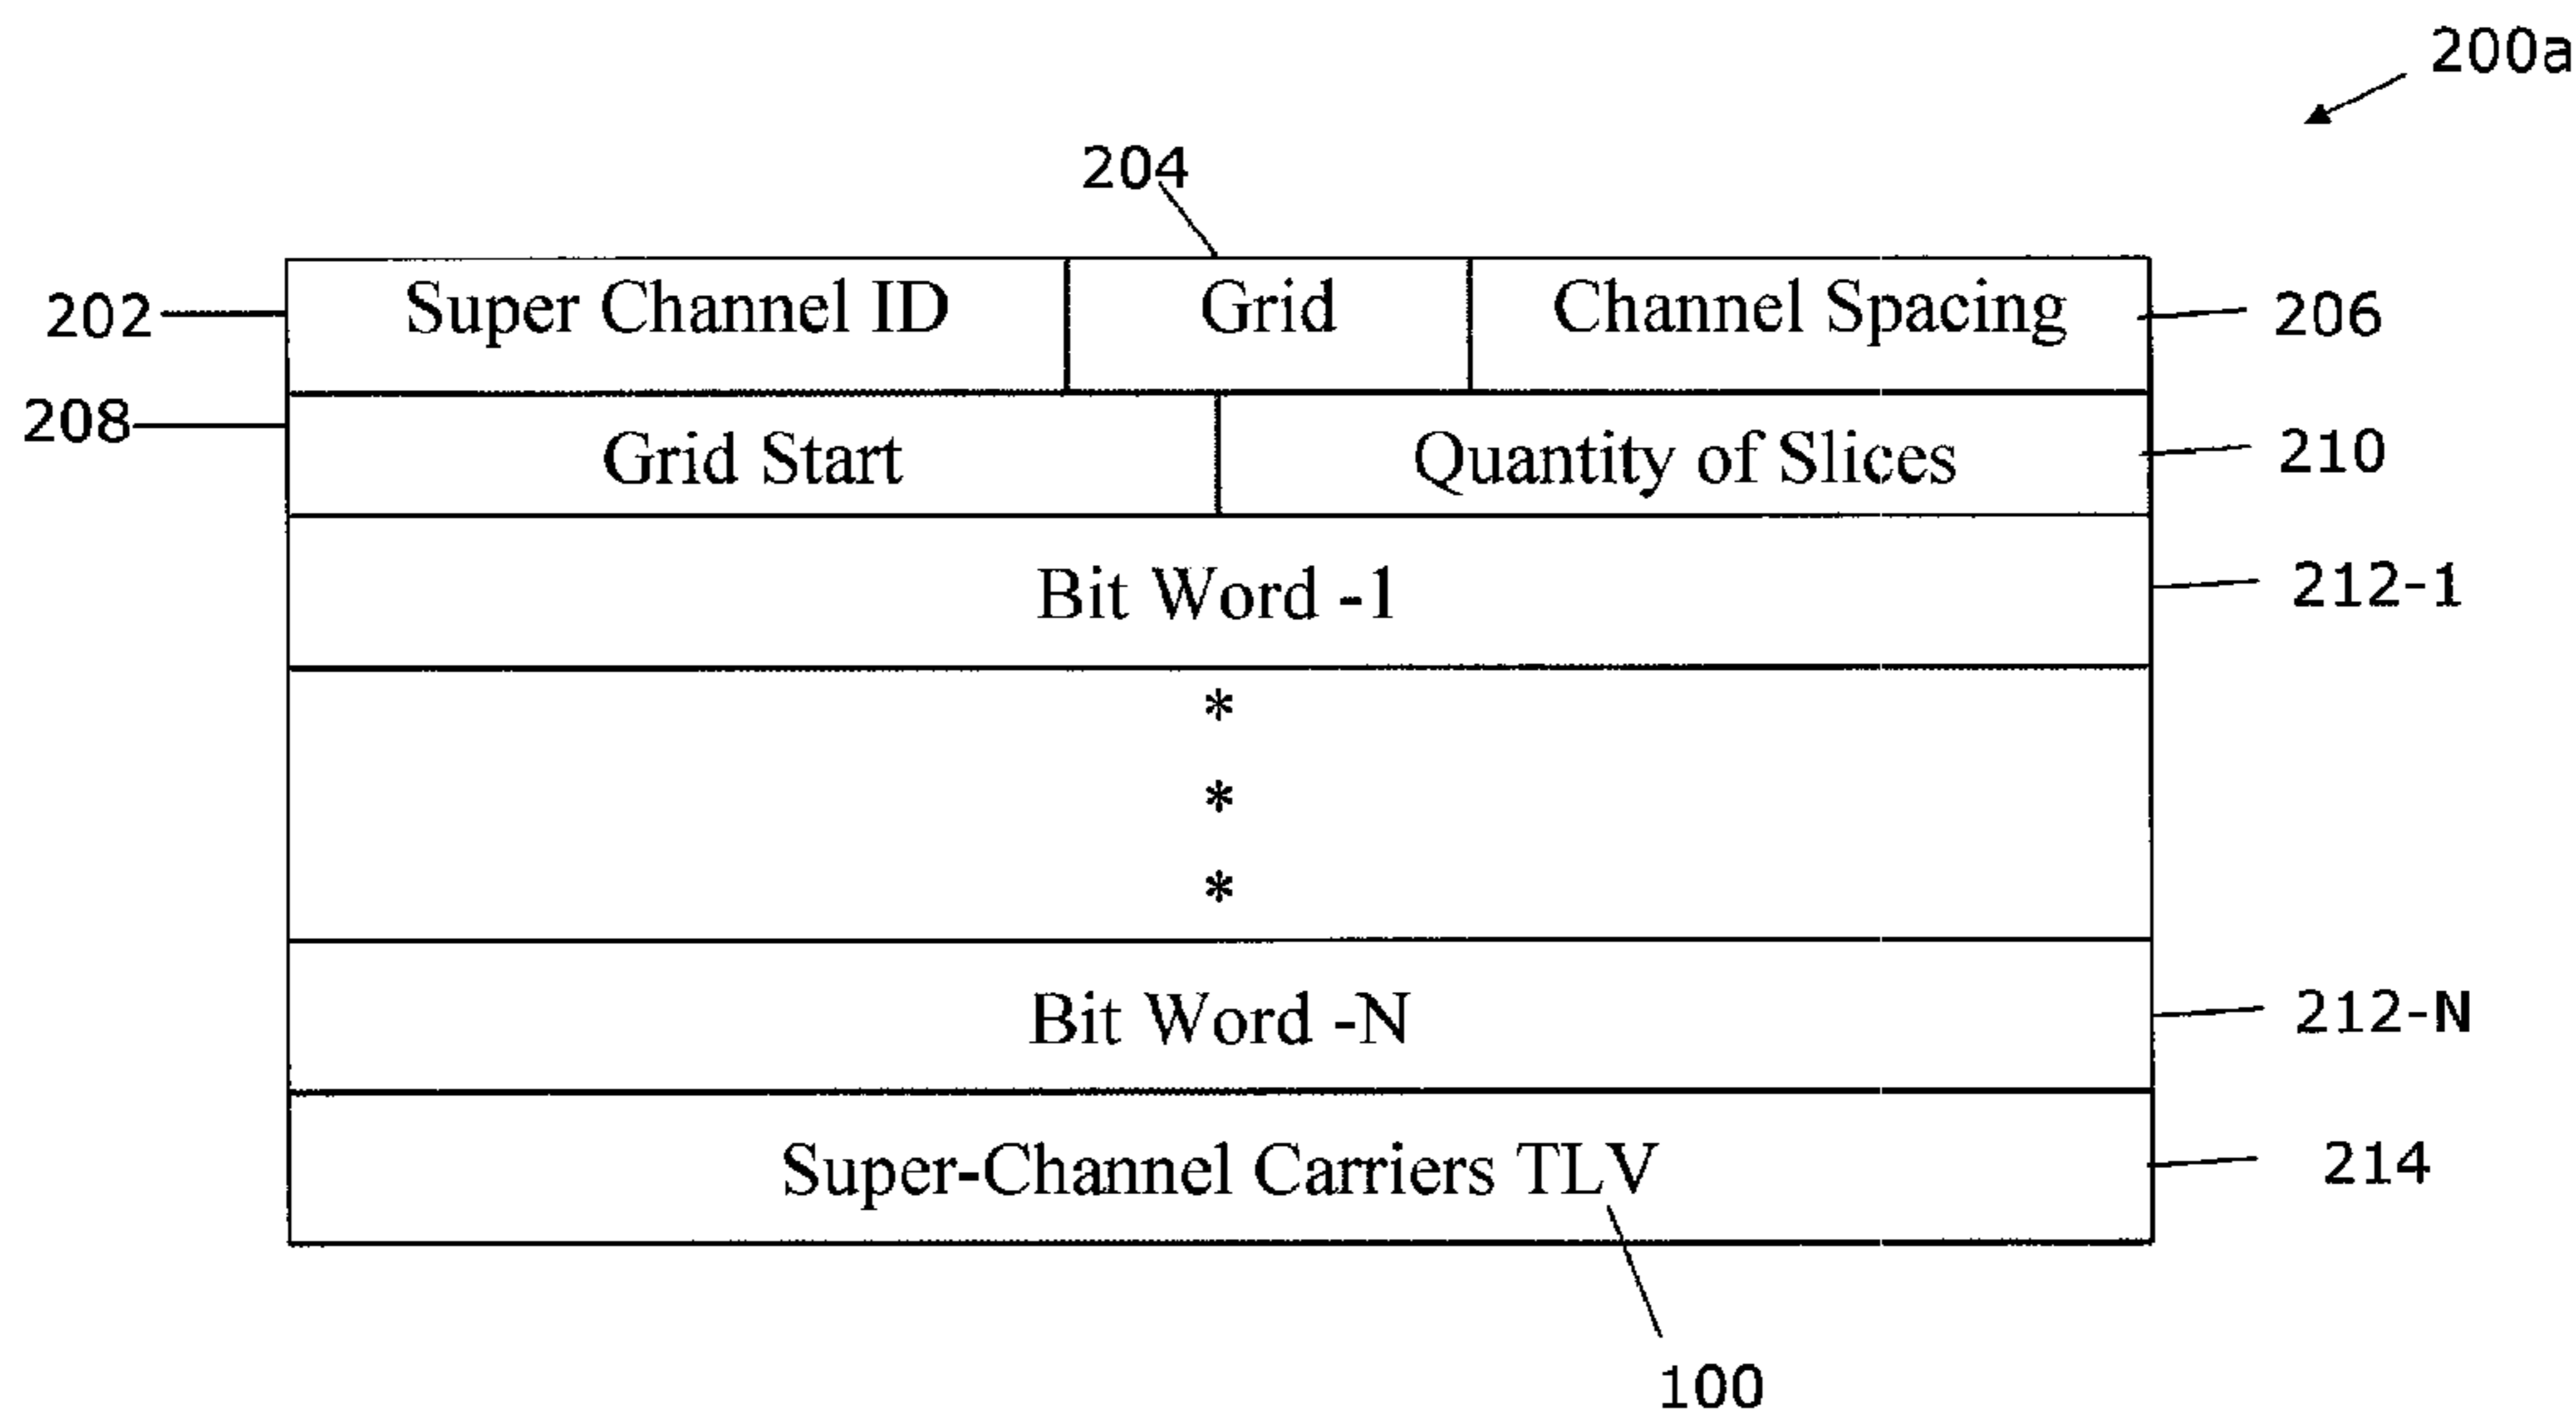 200a
204
202 Super Channel ID Grid Channel Spacing 206
208 Grid Start Quantity of Slices 210
Bit Word -1 212-1
*
*
*
Bit Word -N 212-N
Super-Channel Carriers TLV 214
100